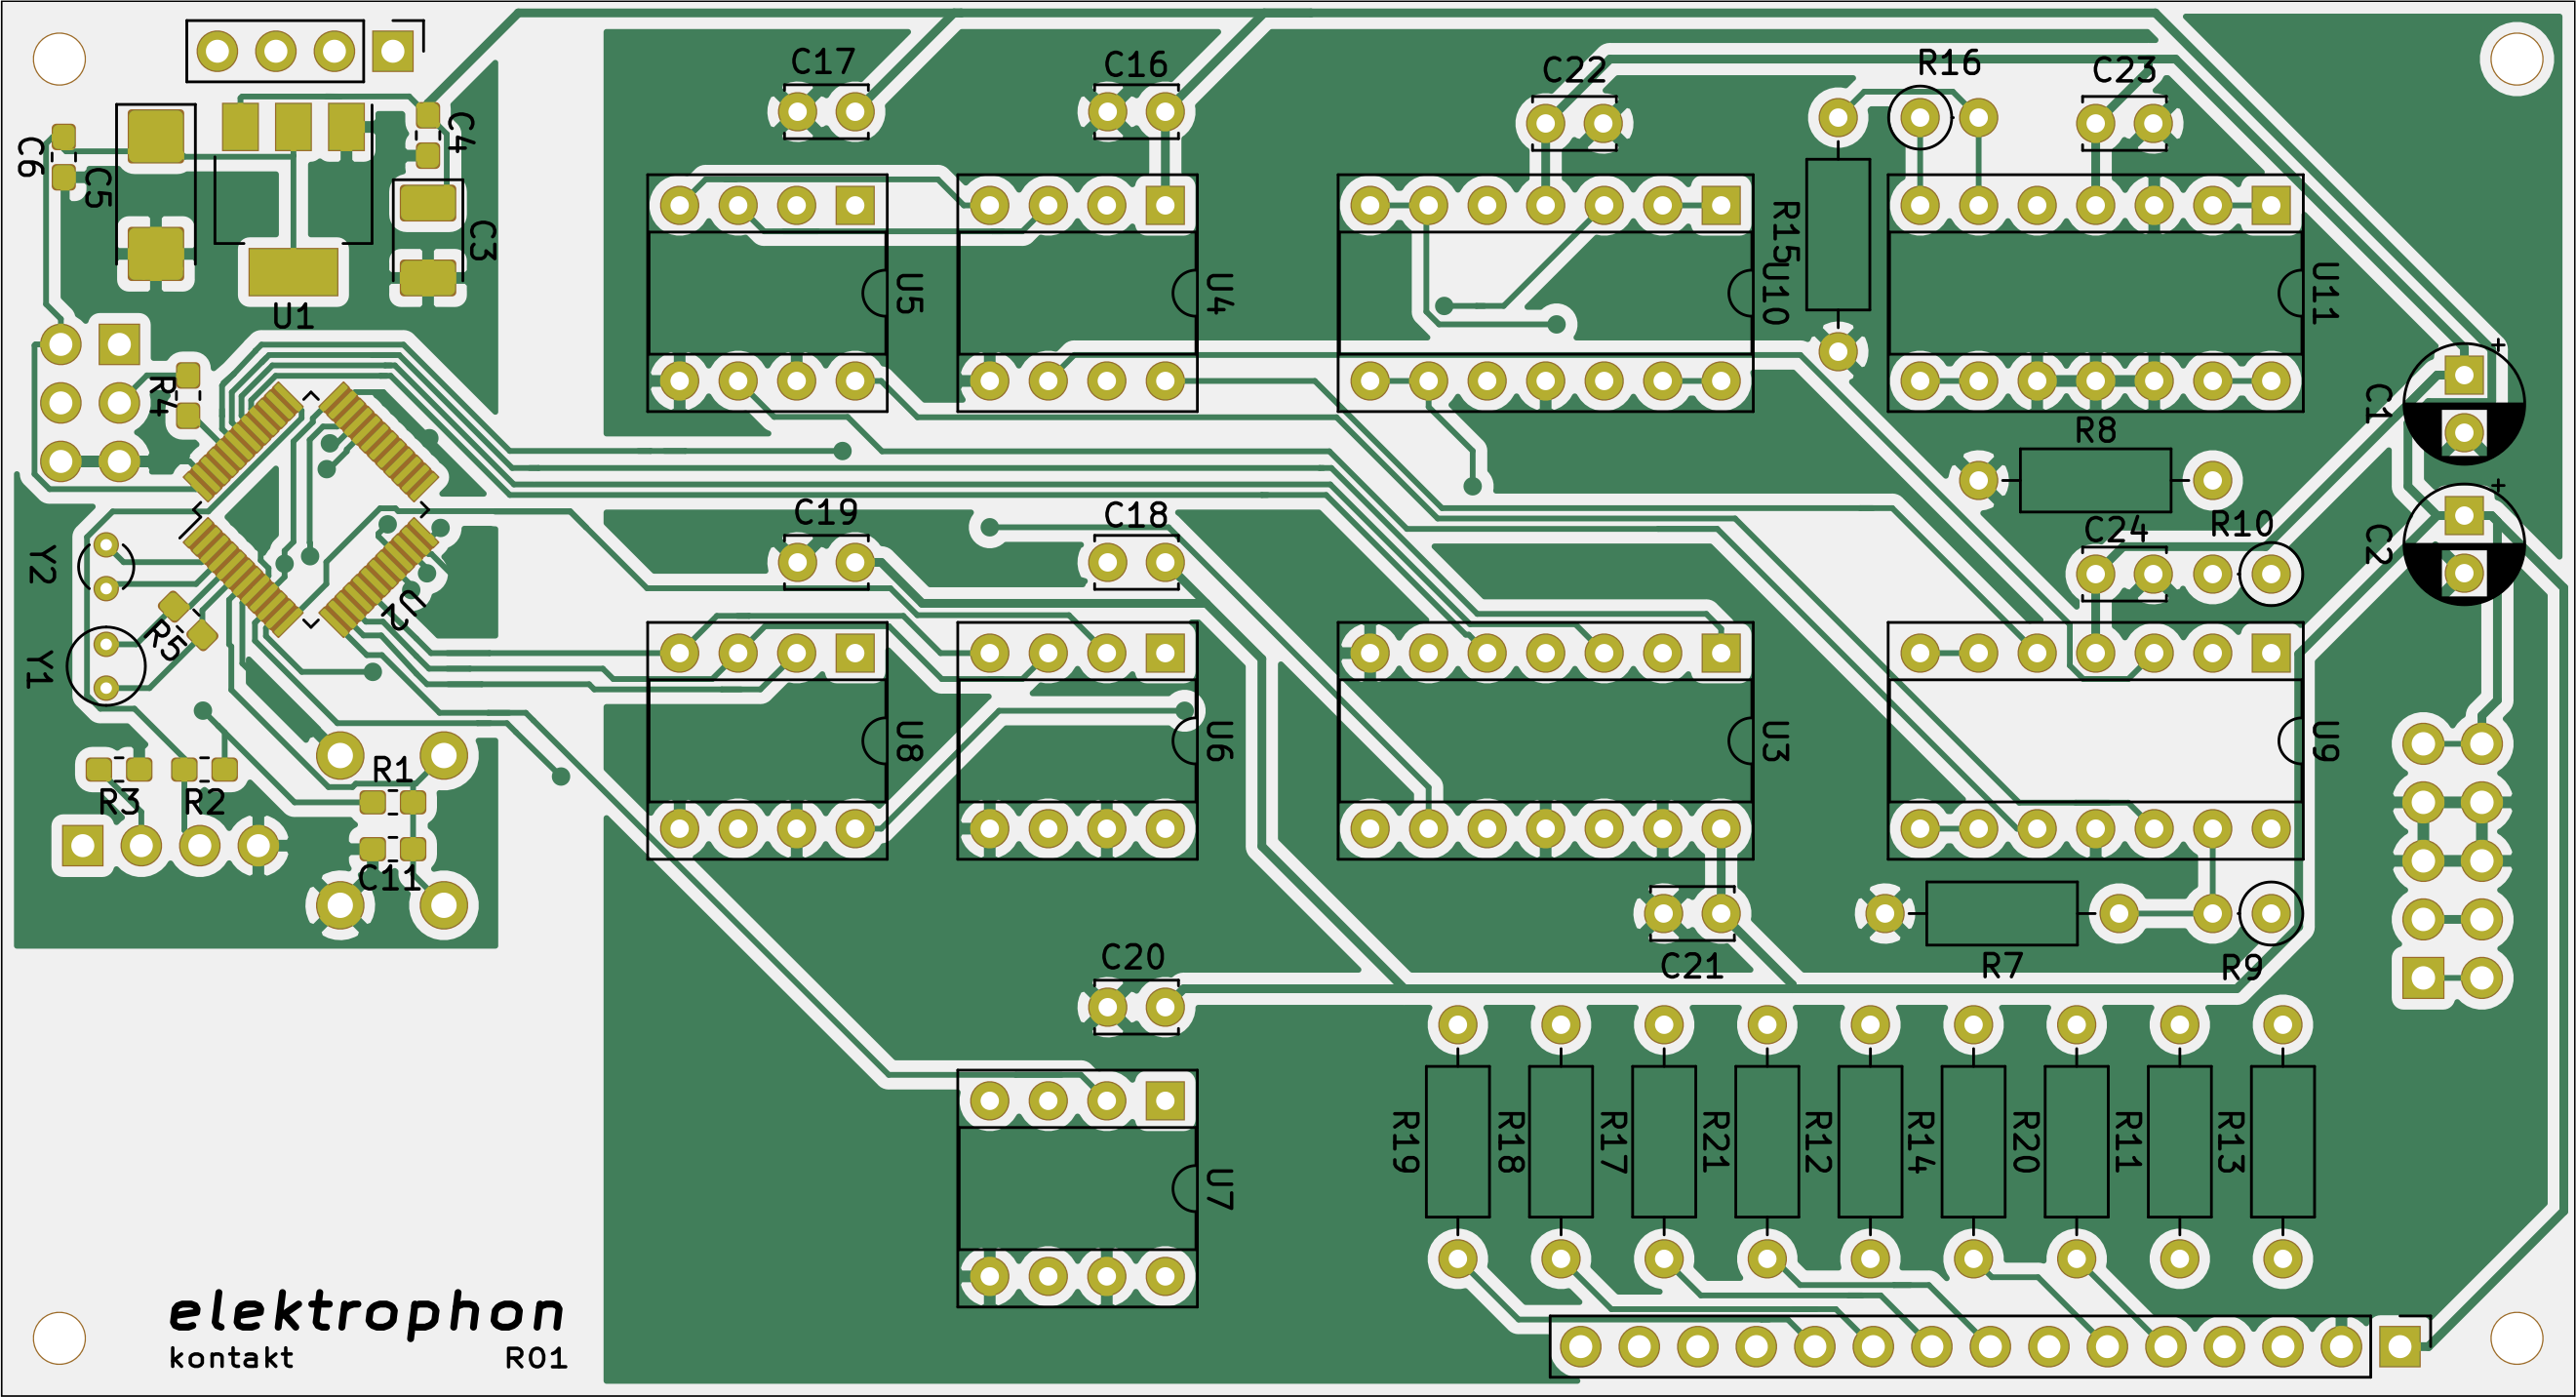 C17
C16
C22
R16
C23
C4
C6
C5
C3
R15
U1
U5
U4
U10
U11
R4
+
C1
R8
+
C19
C18
C24
R10
C2
Y2
U2
R5
Y1
U8
U6
U3
U9
R1
R3
R2
C11
C20
C21
R7
R9
R19
R18
R17
R21
R12
R14
R20
R11
R13
U7
elektrophon
kontakt R01